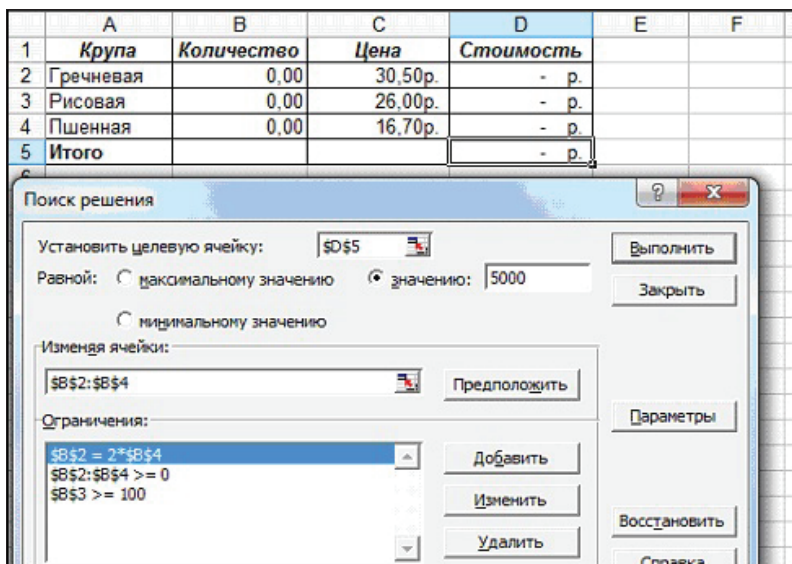 A B C D E F
1 Крупа Количество Цена Стоимость
2 Гречневая 0,00 30,50р. - р.
3 Рисовая 0,00 26,00р. - р.
4 Пшенная 0,00 16,70р. - р.
5 Итого - р.
Поиск решения
Установить целевую ячейку: $D$5 Выполнить
Равной: максимальному значению значению: 5000 Закрыть
минимальному значению
Изменяя ячейки:
$B$2:$B$4 Предположить
Ограничения: Параметры
$B$2 = 2*$B$4 Добавить
$B$2:$B$4 >= 0
$B$3 >= 100 Изменить
Восстановить
Удалить
Справка